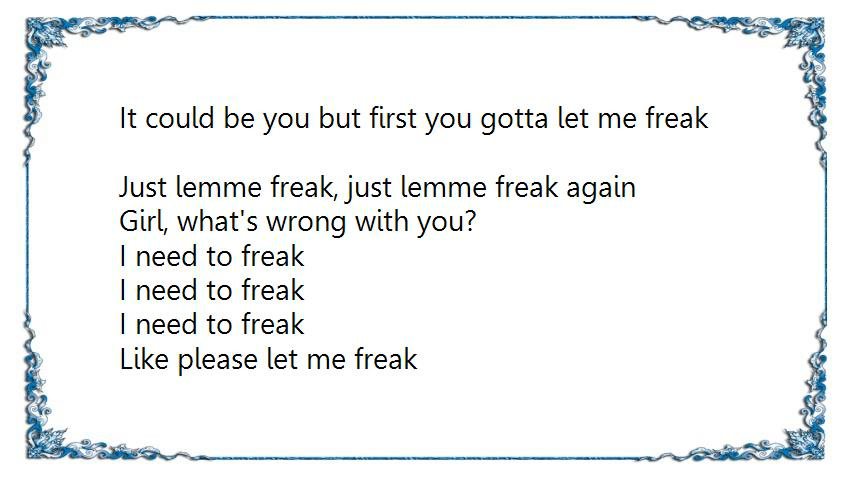 It could be you but first you gotta let me freak
Just lemme freak, just lemme freak again
Girl, what's wrong with you?
I need to freak
I need to freak
I need to freak
Like please let me freak